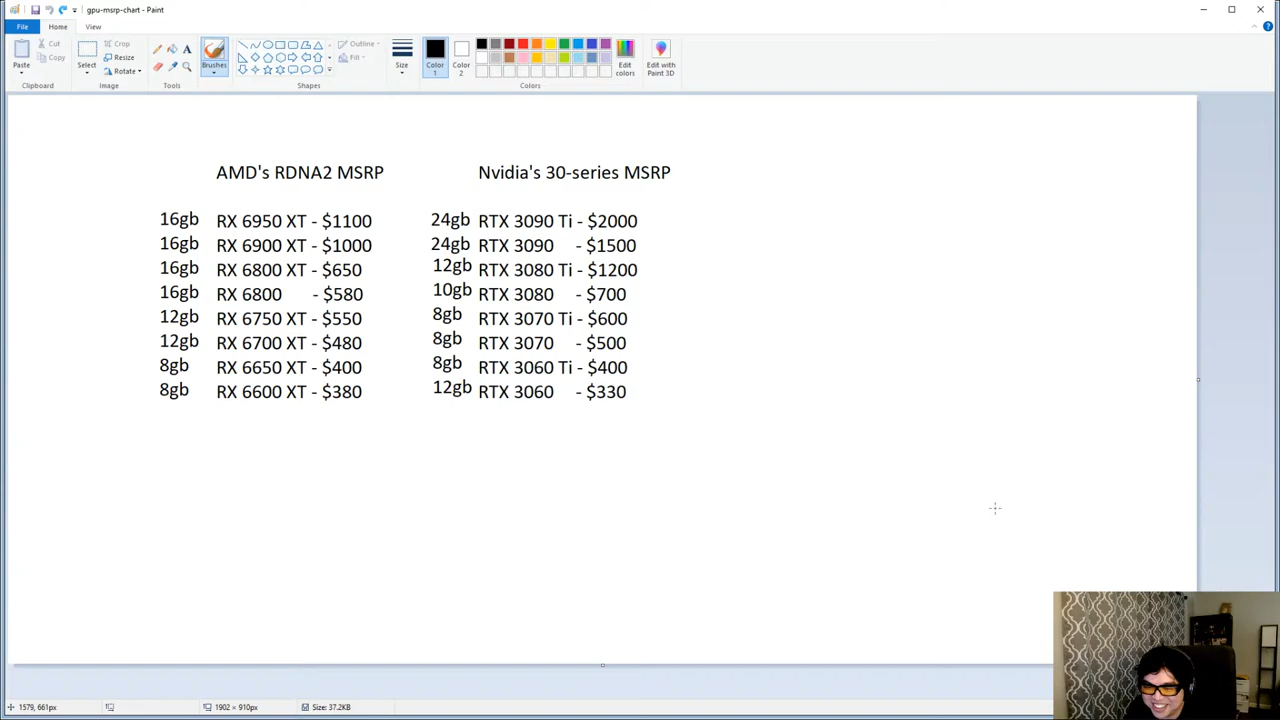 gpu-msrp-chart - Paint
File
Home
View
Paste
Cut
Copy
Clipboard
Select
Crop
Resize
Rotate
Image
Tools
Brushes
Outline
Fill
Shapes
Size
Color 1
Color 2
Edit colors
Colors
Edit with Paint 3D
AMD's RDNA2 MSRP
16gb RX 6950 XT - $1100
16gb RX 6900 XT - $1000
16gb RX 6800 XT - $650
16gb RX 6800 - $580
12gb RX 6750 XT - $550
12gb RX 6700 XT - $480
8gb RX 6650 XT - $400
8gb RX 6600 XT - $380
Nvidia's 30-series MSRP
24gb RTX 3090 Ti - $2000
24gb RTX 3090 - $1500
12gb RTX 3080 Ti - $1200
10gb RTX 3080 - $700
8gb RTX 3070 Ti - $600
8gb RTX 3070 - $500
8gb RTX 3060 Ti - $400
12gb RTX 3060 - $330
1579, 661px
1902 × 910px
Size: 37.2KB